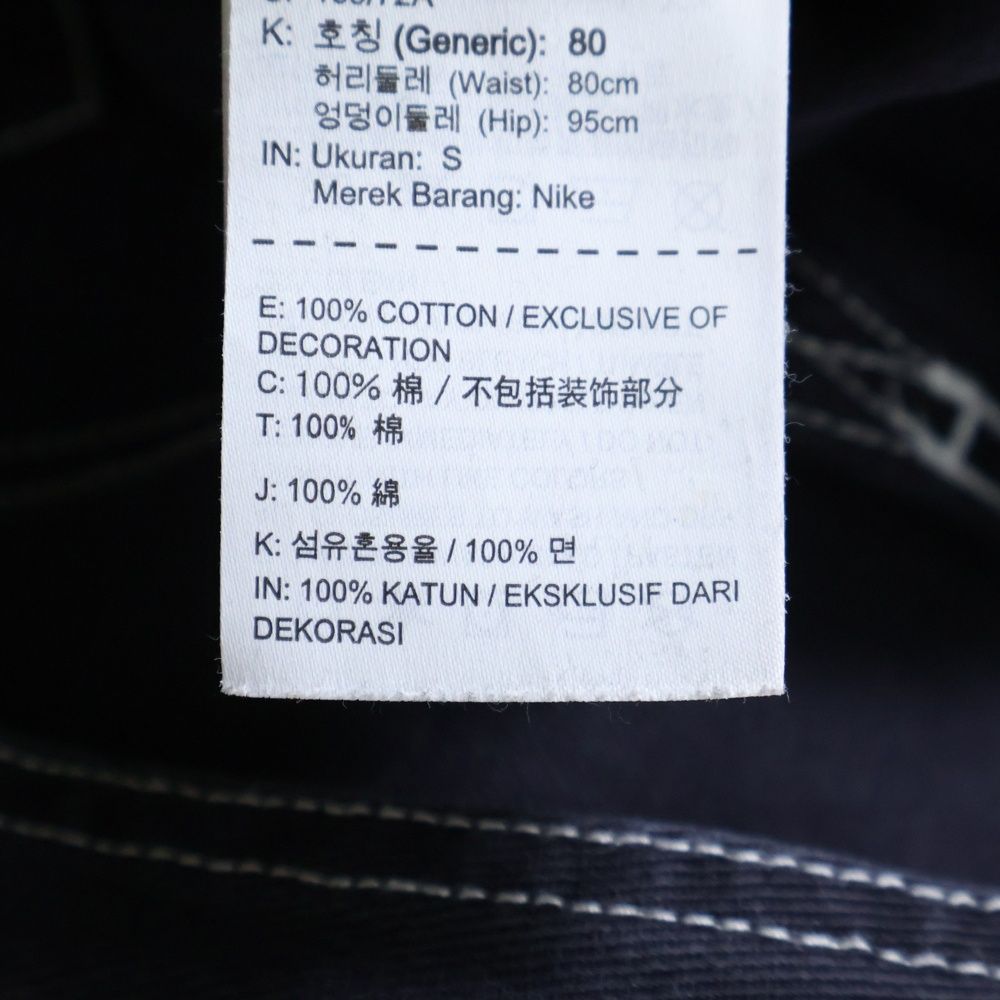 K: 호칭 (Generic): 80
허리둘레 (Waist): 80cm
엉덩이둘레 (Hip): 95cm
IN: Ukuran: S
Merek Barang: Nike
E: 100% COTTON / EXCLUSIVE OF
DECORATION
C: 100% 棉 / 不包括装饰部分
T: 100% 棉
J: 100% 綿
K: 섬유혼용율 / 100% 면
IN: 100% KATUN / EKSKLUSIF DARI
DEKORASI